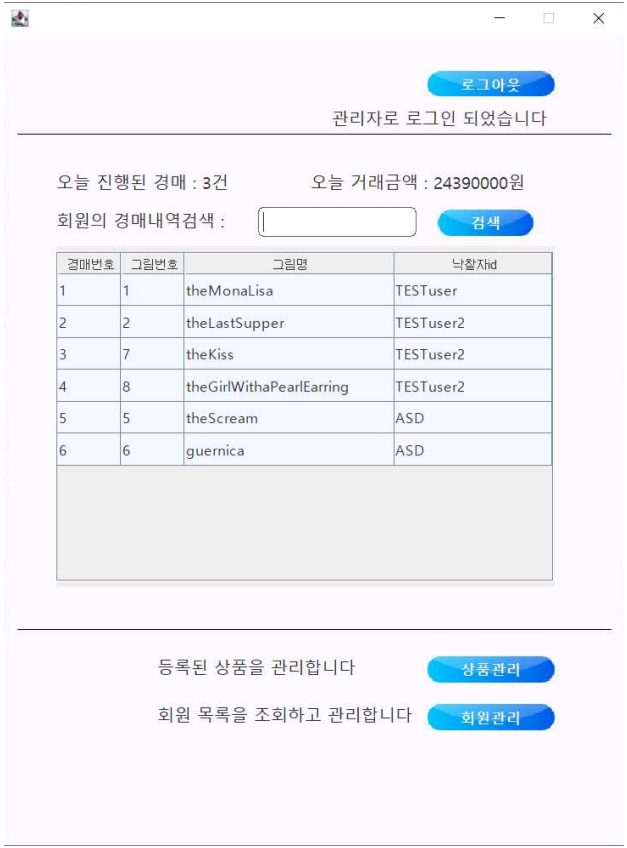 로그아웃
관리자로 로그인 되었습니다
오늘 진행된 경매 : 3건 오늘 거래금액 : 24390000원
회원의 경매내역검색 : 검색
경매번호 그림번호 그림명 낙찰자id
1 1 theMonaLisa TESTuser
2 2 theLastSupper TESTuser2
3 7 theKiss TESTuser2
4 8 theGirlWithaPearlEarring TESTuser2
5 5 theScream ASD
6 6 guernica ASD
등록된 상품을 관리합니다 상품관리
회원 목록을 조회하고 관리합니다 회원관리